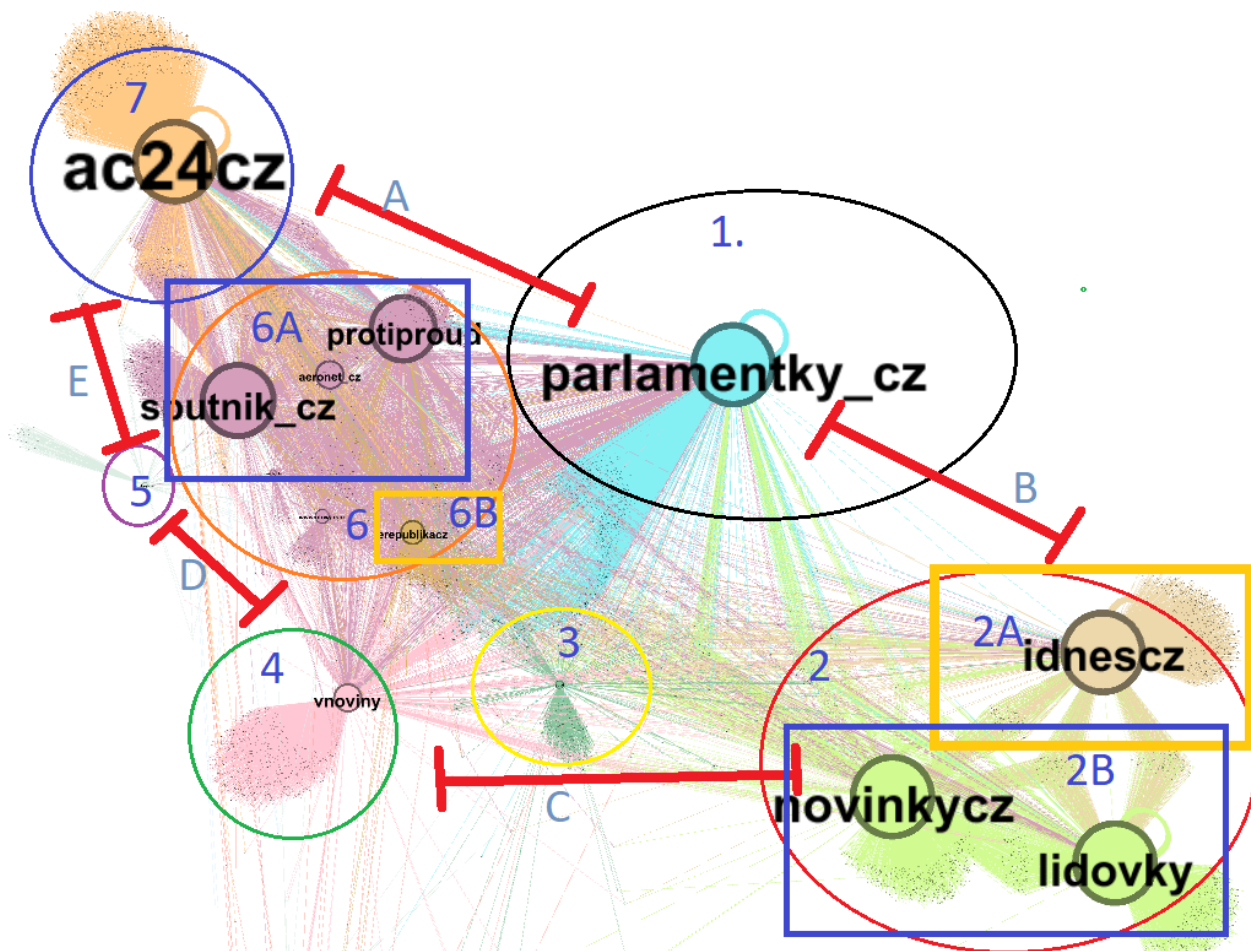 7
ac24cz
A
1.
6A
protiproud
aeronet_cz
parlamentky_cz
sputnik_cz
E
B
5
6
6B
erepublikacz
D
3
4
2A
idnescz
2
vnoviny
2B
C
novinkycz
lidovky